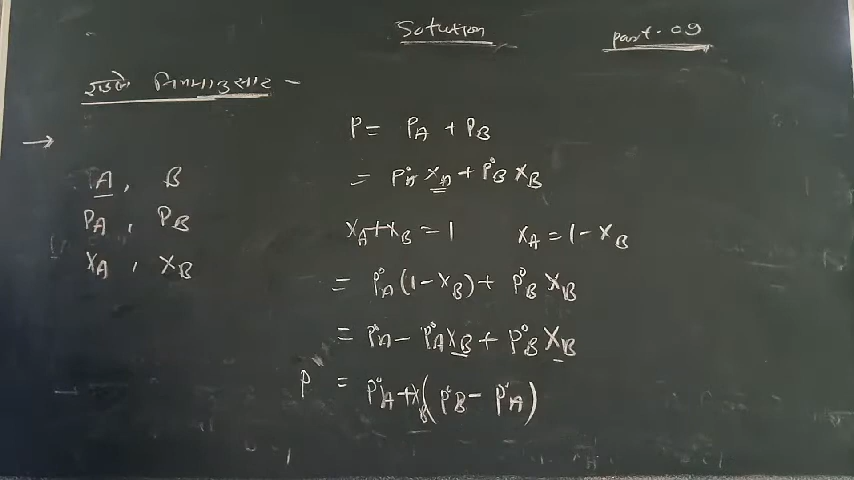 Solution
part-09
राउल्ट नियमानुसार -
→
P = PA + PB
A, B
= P°A XA + P°B XB
PA, PB
XA + XB = 1 XA = 1 - XB
XA, XB
= P°A (1 - XB) + P°B XB
= P°A - P°A XB + P°B XB
P = P°A + XB (P°B - P°A)